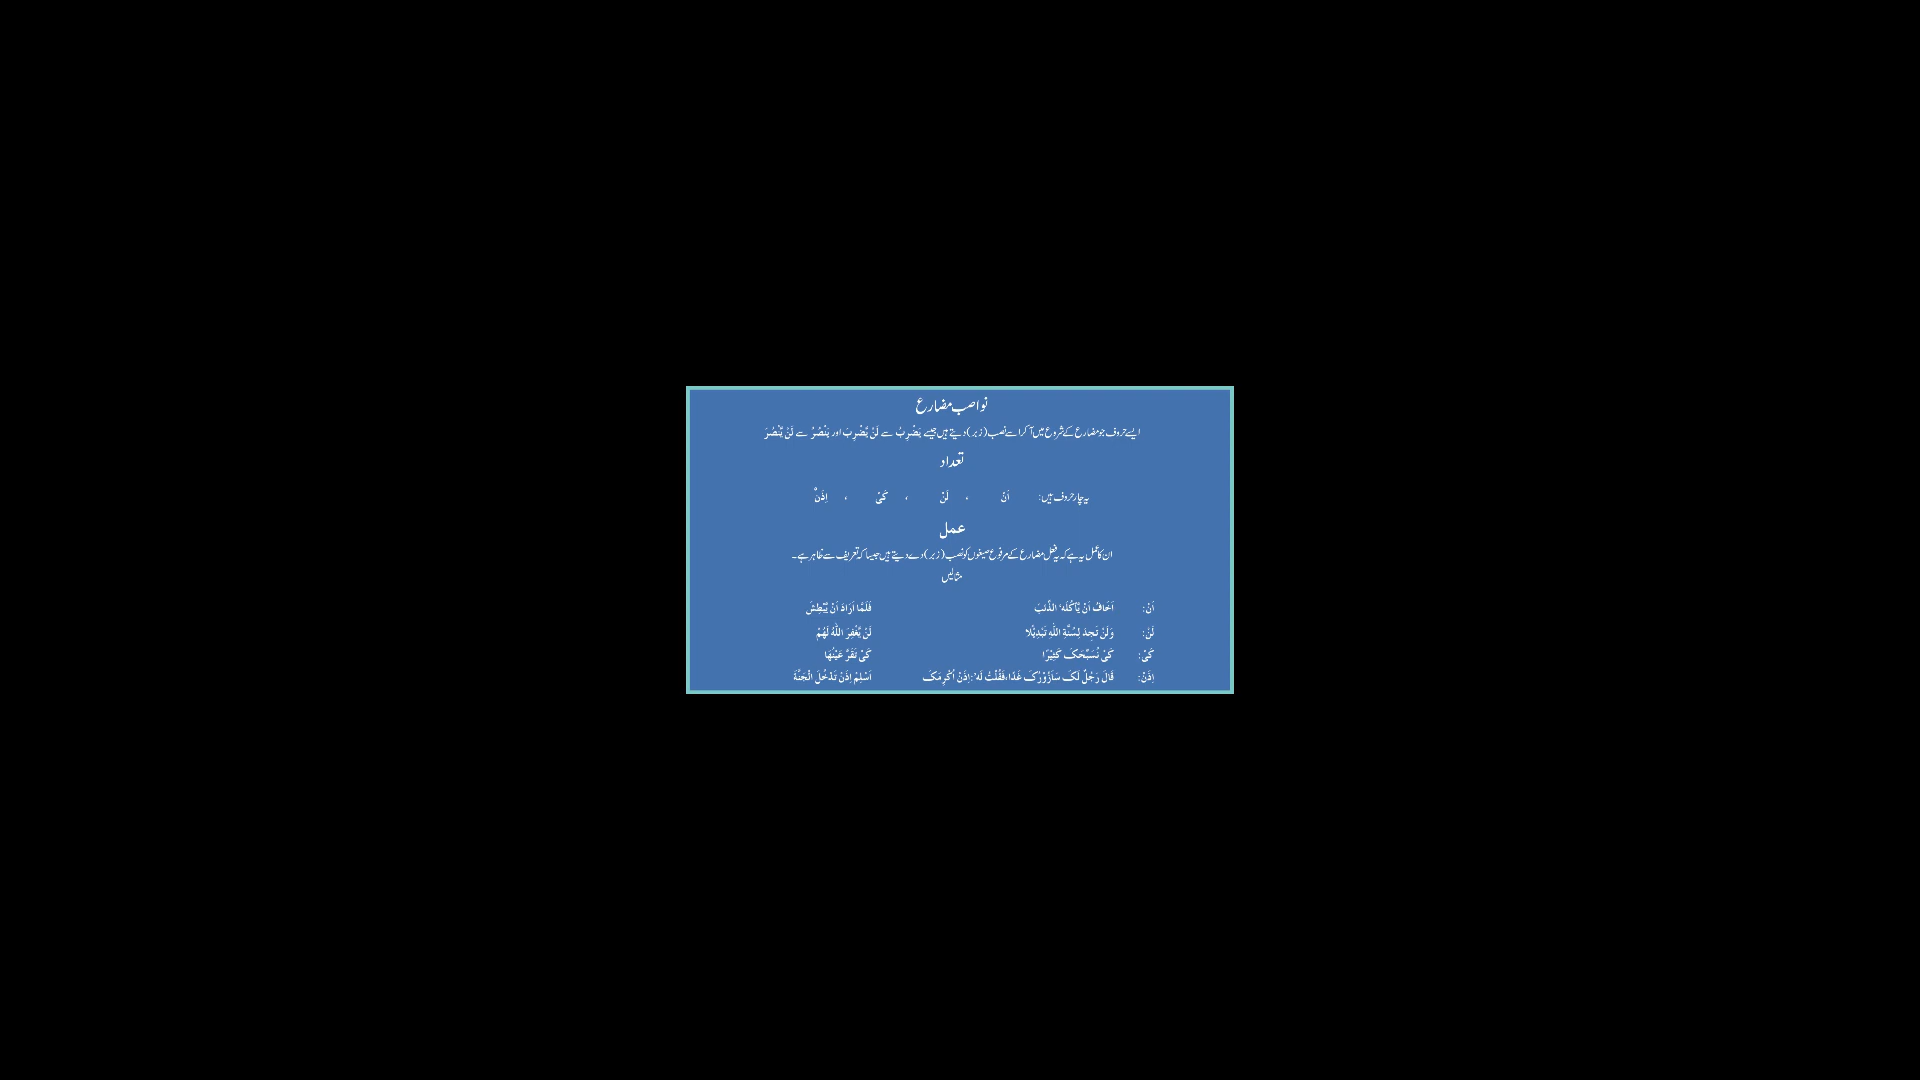 نواصب مضارع
ایسے حروف جو مضارع کے شروع میں آ کر اسے نصب (زبر) دیتے ہیں جیسے یَضْرِبُ سے لَنْ یَّضْرِبَ اور یَنْصُرُ سے لَنْ یَّنْصُرَ
تعداد
یہ چار حروف ہیں: اَنْ ، لَنْ ، کَیْ ، اِذَنْ
عمل
ان کا عمل یہ ہے کہ یہ فعل مضارع کے مرفوع صیغوں کو نصب (زبر) دے دیتے ہیں جیسا کہ تعریف سے ظاہر ہے۔
مثالیں
اَنْ: اَخَافُ اَنْ یَّاْکُلَہُ الذِّئْبُ فَلَمَّا اَرَادَ اَنْ یَّبْطِشَ
لَنْ: وَلَنْ تَجِدَ لِسُنَّۃِ اللّٰہِ تَبْدِیْلا لَنْ یَّغْفِرَ اللّٰہُ لَھُمْ
کَیْ: کَیْ نُسَبِّحَکَ کَثِیْرًا کَیْ تَقَرَّ عَیْنُھَا
اِذَنْ: قَالَ رَجُلٌ لَکَ سَاَزُوْرُکَ غَدًا،فَقُلْتُ لَہ':اِذَنْ اُکْرِمَکَ اَسْلِمْ اِذَنْ تَدْخُلَ الْجَنَّۃَ